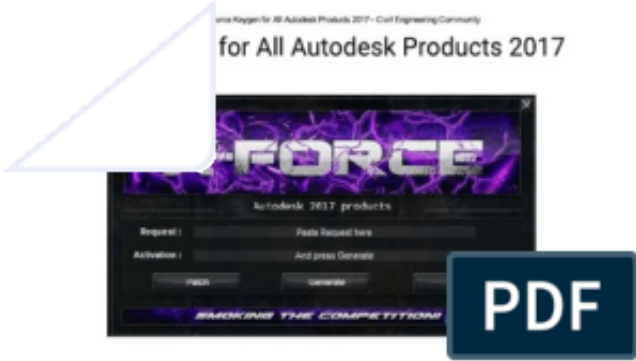 Keygen for All Autodesk Products 2017 - Civil Engineering Community
for All Autodesk Products 2017
-FORCE
Autodesk 2017 products
Request :
Paste Request here
Activation :
And press Generate
Patch
Generate
SMOKING THE COMPETITION!
PDF